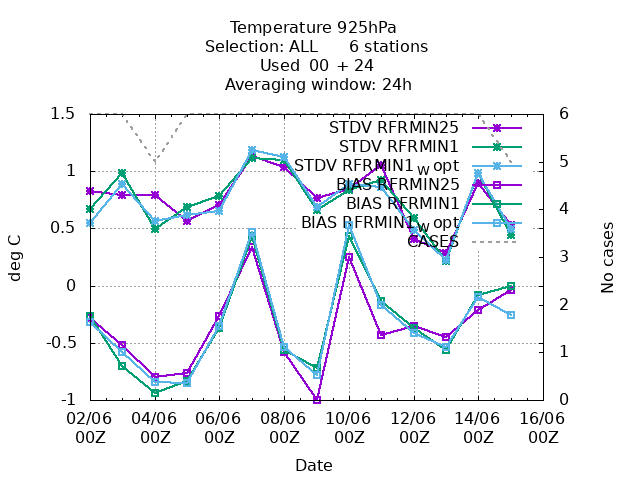 Temperature 925hPa
Selection: ALL 6 stations
Used 00 + 24
Averaging window: 24h
1.5
1
0.5
0
-0.5
-1
deg C
6
5
4
3
2
1
0
No cases
STDV RFRMIN25
STDV RFRMIN1
STDV RFRMIN1w opt
BIAS RFRMIN25
BIAS RFRMIN1
BIAS RFRMIN1w opt
CASES
02/06 04/06 06/06 08/06 10/06 12/06 14/06 16/06
00Z 00Z 00Z 00Z 00Z 00Z 00Z 00Z
Date